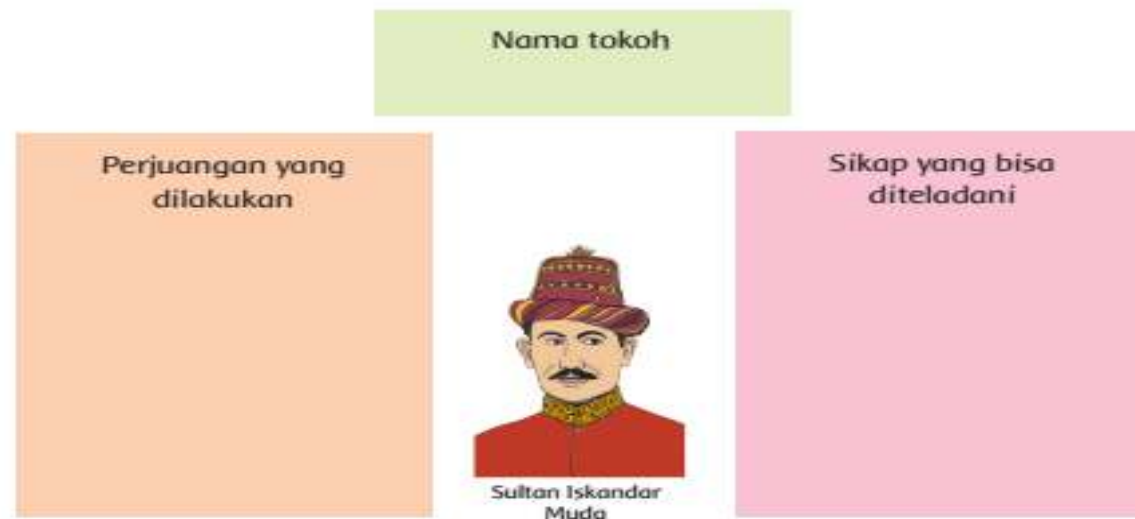 Nama tokoh
Perjuangan yang
dilakukan
Sikap yang bisa
diteladani
Sultan Iskandar
Muda